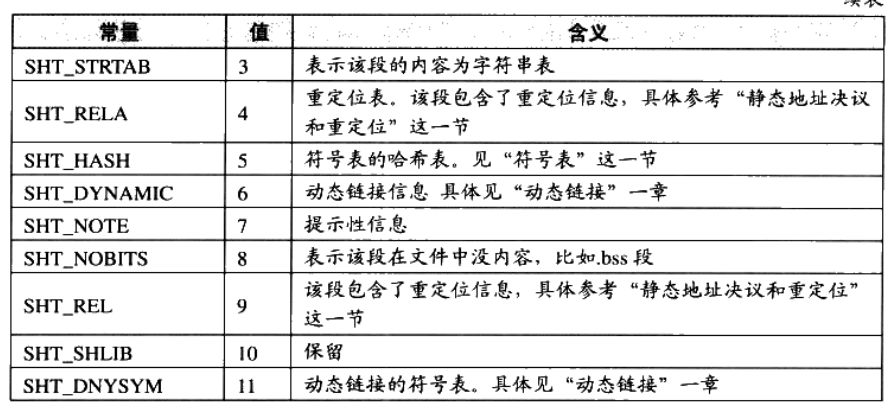 续表
常量 值 含义
SHT_STRTAB 3 表示该段的内容为字符串表
重定位表。该段包含了重定位信息，具体参考“静态地址决议
SHT_RELA 4
和重定位”这一节
SHT_HASH 5 符号表的哈希表。见“符号表”这一节
SHT_DYNAMIC 6 动态链接信息 具体见“动态链接”一章
SHT_NOTE 7 提示性信息
SHT_NOBITS 8 表示该段在文件中没内容，比如.bss 段
该段包含了重定位信息，具体参考“静态地址决议和重定位”
SHT_REL 9
这一节
SHT_SHLIB 10 保留
SHT_DNYSYM 11 动态链接的符号表。具体见“动态链接”一章